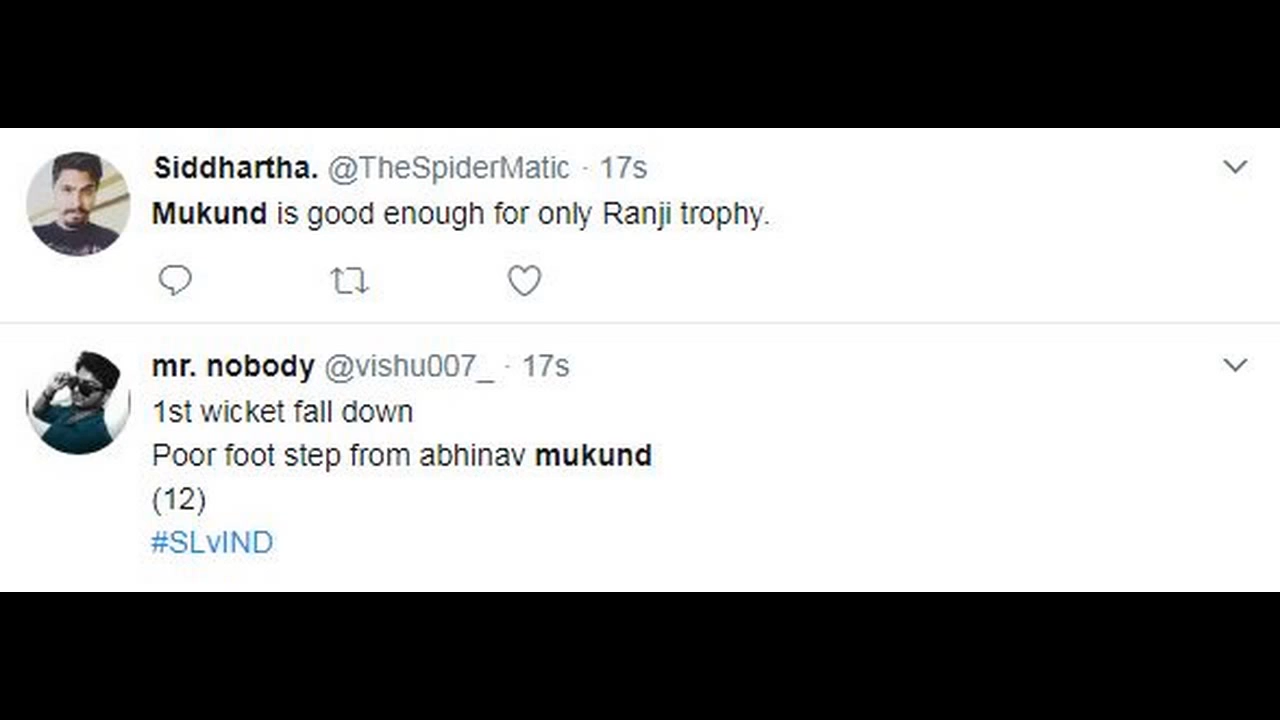 Siddhartha. @TheSpiderMatic · 17s
Mukund is good enough for only Ranji trophy.
mr. nobody @vishu007_ · 17s
1st wicket fall down
Poor foot step from abhinav mukund
(12)
#SLvIND